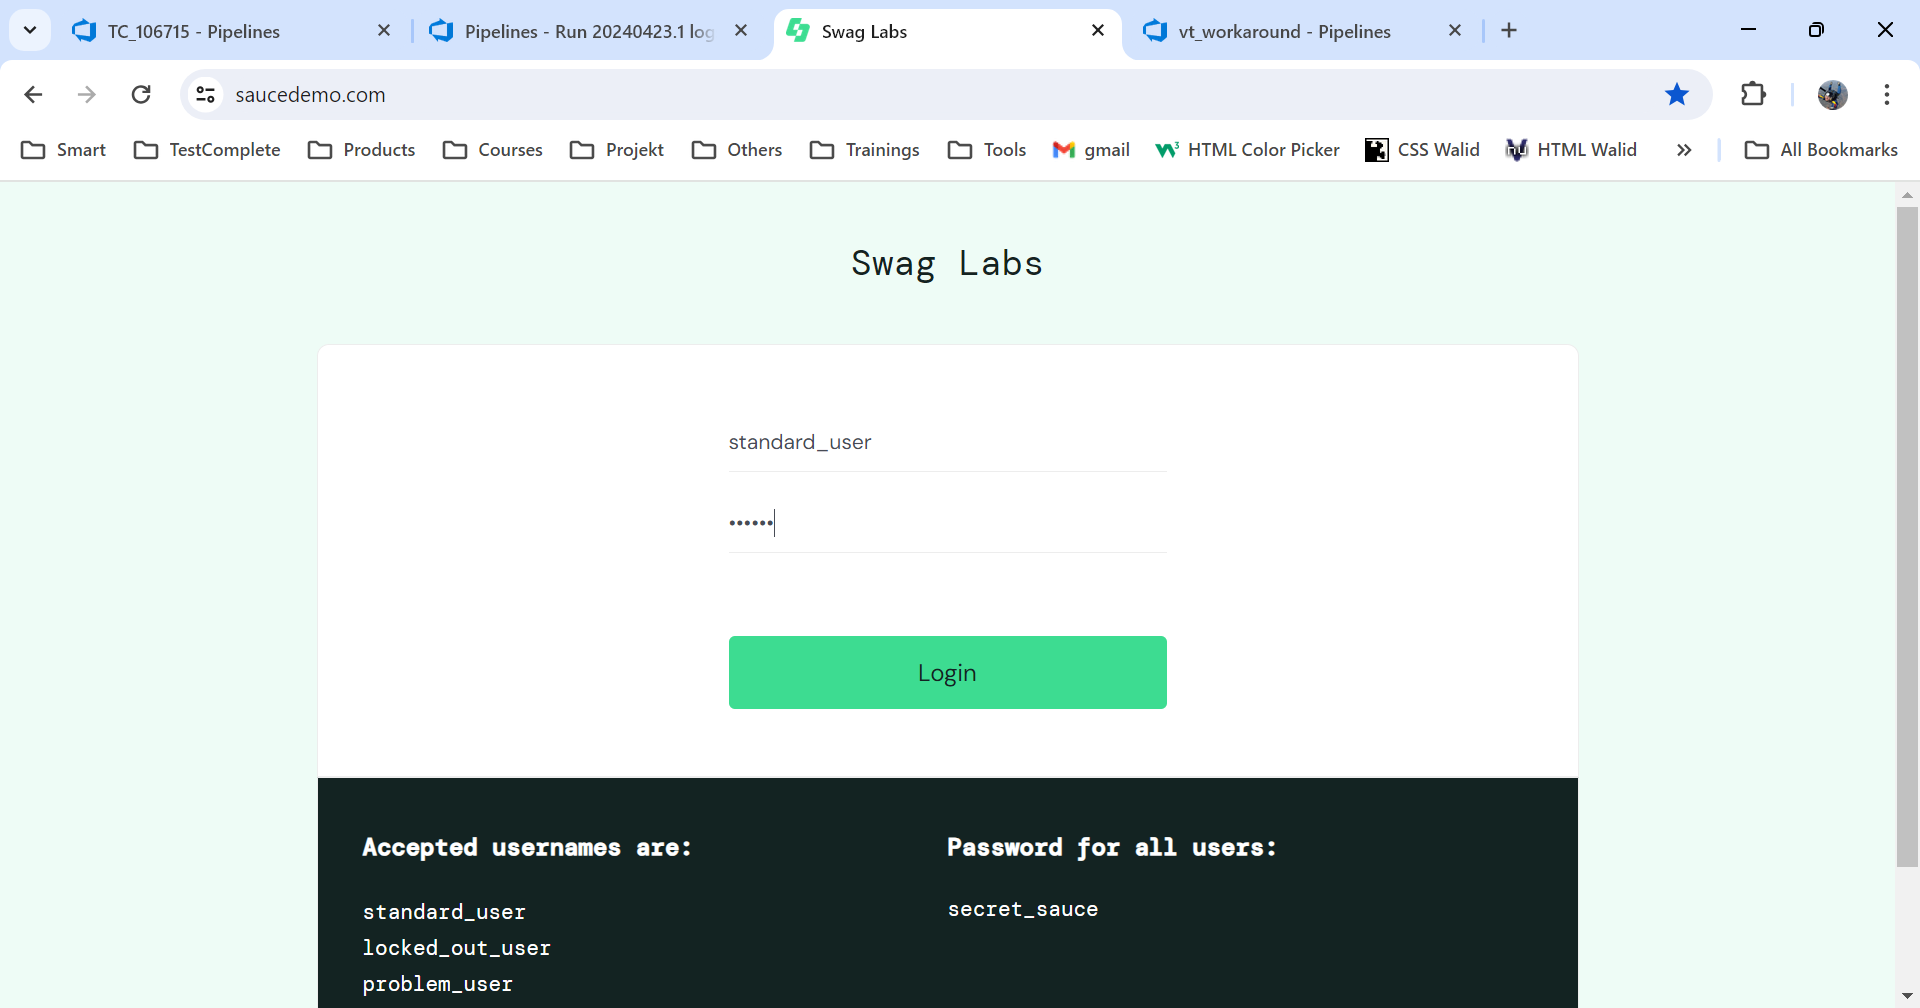 TC_106715 - Pipelines
Pipelines - Run 20240423.1 log
Swag Labs
vt_workaround - Pipelines
saucedemo.com
Smart
TestComplete
Products
Courses
Projekt
Others
Trainings
Tools
gmail
HTML Color Picker
CSS Walid
HTML Walid
All Bookmarks
Swag Labs
standard_user
••••••
Login
Accepted usernames are:
standard_user
locked_out_user
problem_user
Password for all users:
secret_sauce